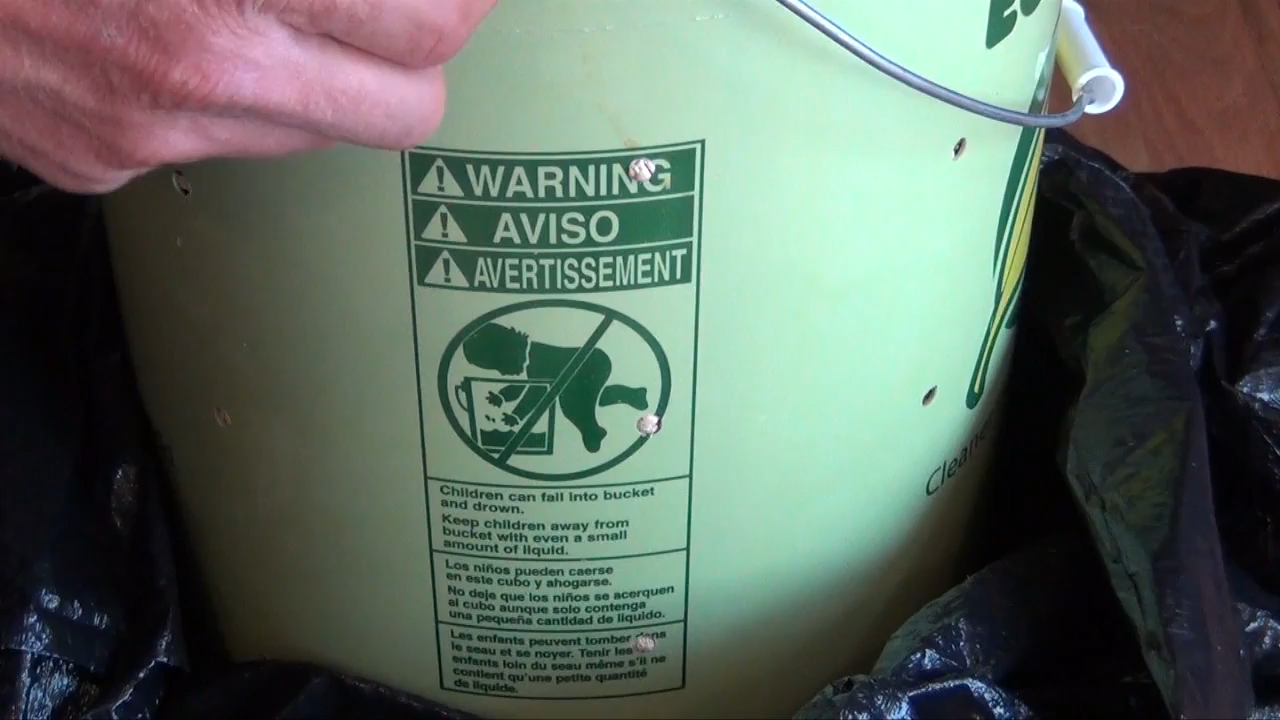 WARNING
AVISO
AVERTISSEMENT
Children can fall into bucket
and drown.
Keep children away from
bucket with even a small
amount of liquid.
Los niños pueden caerse
en este cubo y ahogarse.
No deje que los niños se acerquen
al cubo aunque solo contenga
una pequeña cantidad de liquido.
Les enfants peuvent tomber dans
le seau et se noyer. Tenir les
enfants loin du seau même s'il ne
contient qu'une petite quantité
de liquide.